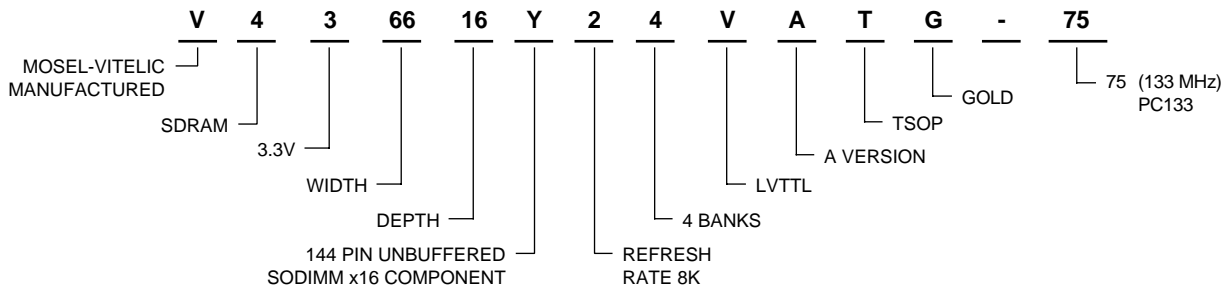 V 4 3 66 16 Y 2 4 V A T G - 75
MOSEL-VITELIC
MANUFACTURED
SDRAM
3.3V
WIDTH
DEPTH
144 PIN UNBUFFERED
SODIMM x16 COMPONENT
REFRESH
RATE 8K
4 BANKS
LVTTL
A VERSION
TSOP
GOLD
75 (133 MHz)
PC133